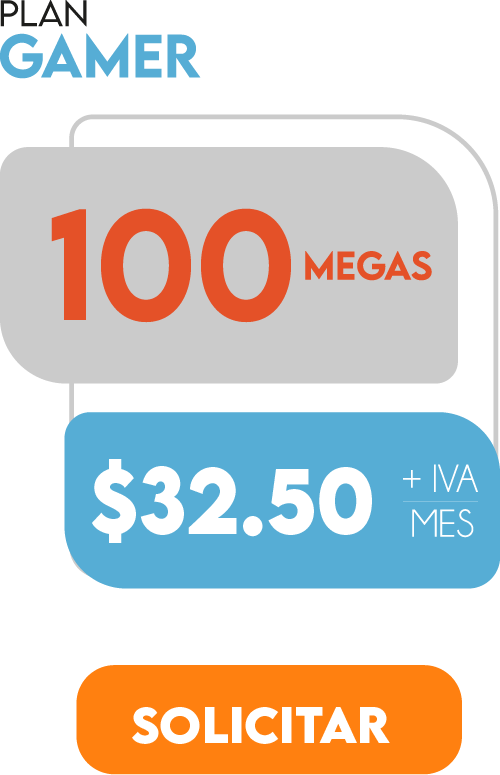 PLAN
GAMER
100 MEGAS
$32.50 + IVA
MES
SOLICITAR